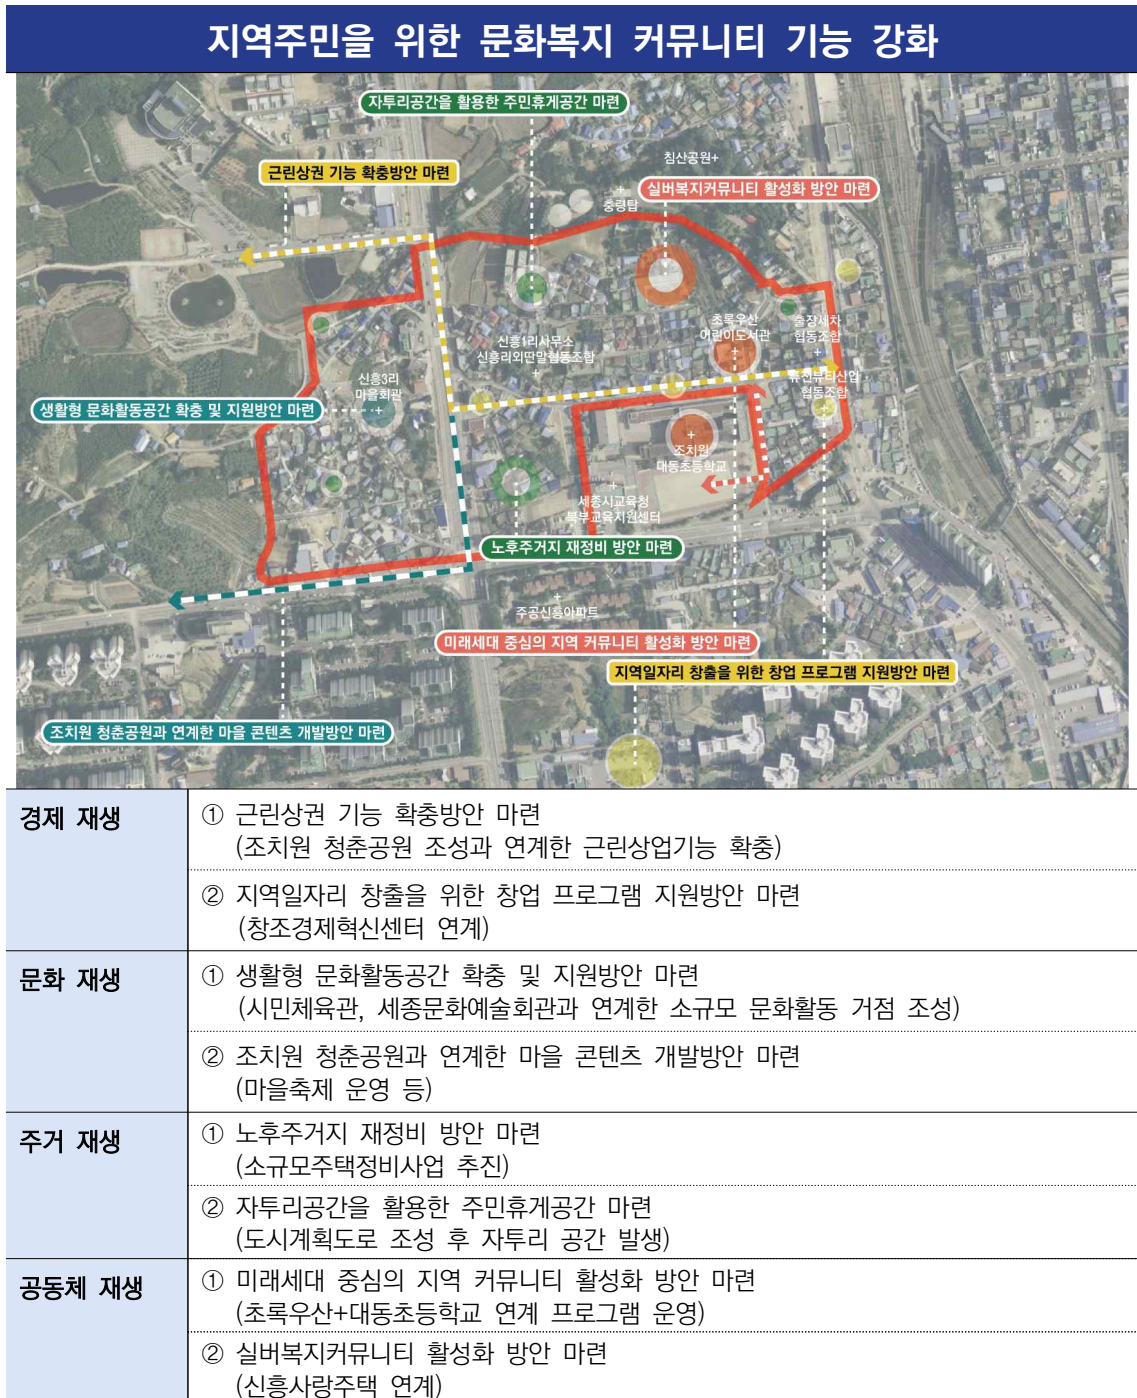 지역주민을 위한 문화복지 커뮤니티 기능 강화
자투리공간을 활용한 주민휴게공간 마련
침산공원+
근린상권 기능 확충방안 마련
실버복지커뮤니티 활성화 방안 마련
+
충령탑
초록우산
어린이도서관
+
출장세차
협동조합
+
신흥1리사무소
신흥리외딴말협동조합
+
신흥3리
마을회관
+
뷰티산업
협동조합
+
생활형 문화활동공간 확충 및 지원방안 마련
+
조치원
대동초등학교
+
세종시교육청
북부교육지원센터
노후주거지 재정비 방안 마련
+
주공신흥아파트
미래세대 중심의 지역 커뮤니티 활성화 방안 마련
지역일자리 창출을 위한 창업 프로그램 지원방안 마련
조치원 청춘공원과 연계한 마을 콘텐츠 개발방안 마련
경제 재생
① 근린상권 기능 확충방안 마련
(조치원 청춘공원 조성과 연계한 근린상업기능 확충)
② 지역일자리 창출을 위한 창업 프로그램 지원방안 마련
(창조경제혁신센터 연계)
문화 재생
① 생활형 문화활동공간 확충 및 지원방안 마련
(시민체육관, 세종문화예술회관과 연계한 소규모 문화활동 거점 조성)
② 조치원 청춘공원과 연계한 마을 콘텐츠 개발방안 마련
(마을축제 운영 등)
주거 재생
① 노후주거지 재정비 방안 마련
(소규모주택정비사업 추진)
② 자투리공간을 활용한 주민휴게공간 마련
(도시계획도로 조성 후 자투리 공간 발생)
공동체 재생
① 미래세대 중심의 지역 커뮤니티 활성화 방안 마련
(초록우산+대동초등학교 연계 프로그램 운영)
② 실버복지커뮤니티 활성화 방안 마련
(신흥사랑주택 연계)